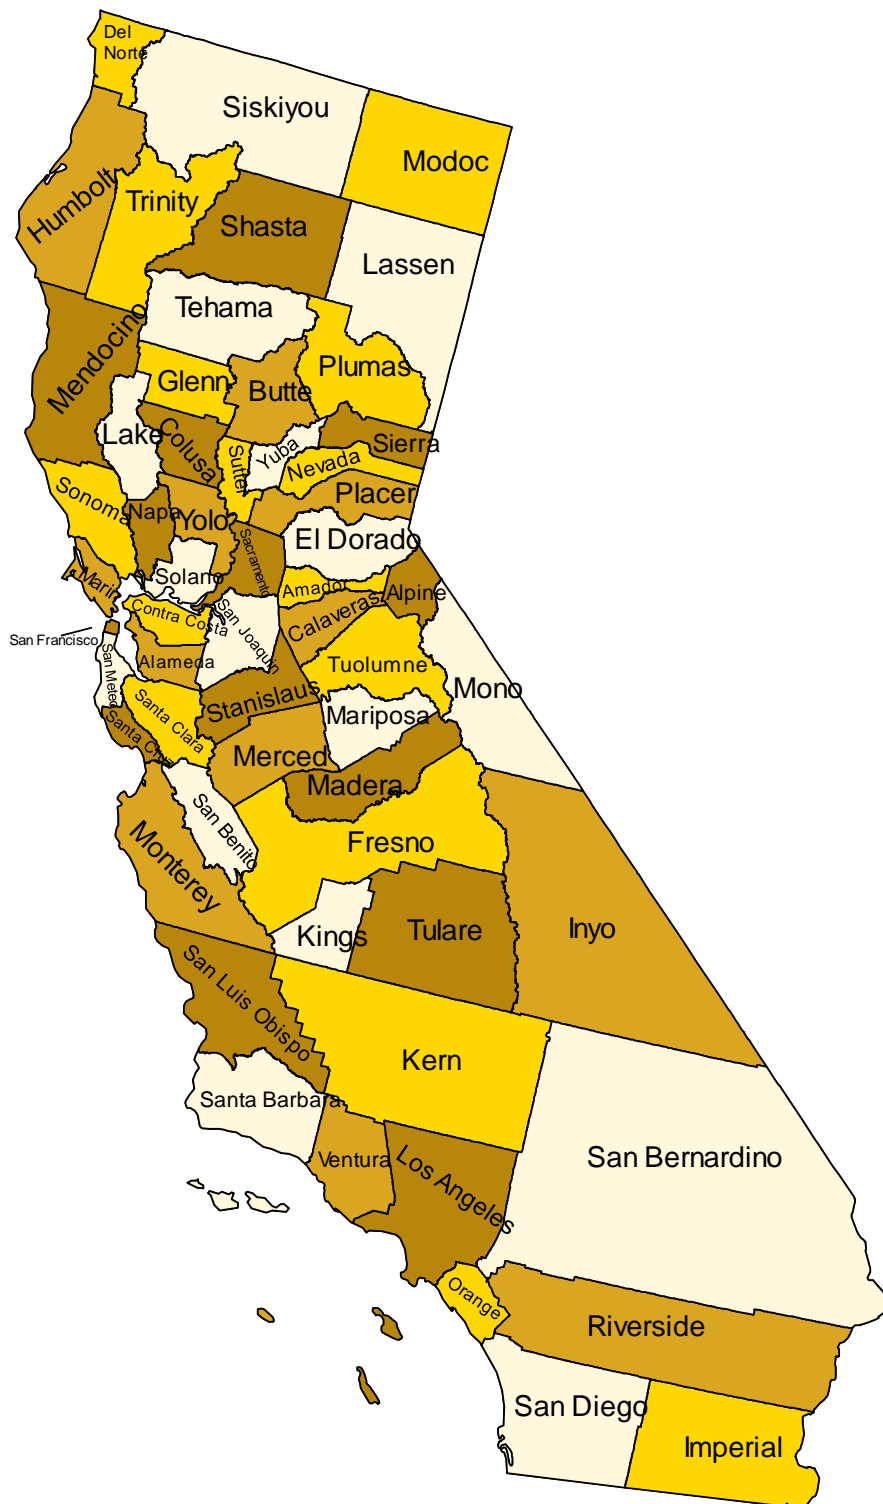 Del
Norte
Siskiyou
Modoc
Humbolt
Trinity
Shasta
Lassen
Tehama
Mendocino
Plumas
Glenn
Butte
Lake
Colusa
Sutter
Yuba
Sierra
Nevada
Placer
Sonoma
Napa
Yolo
Sacramento
El Dorado
Marin
Solano
Amador
Alpine
Contra Costa
San Joaquin
Calaveras
San Francisco
San Meteo
Alameda
Tuolumne
Mono
Santa Clara
Stanislaus
Mariposa
Santa Cruz
Merced
Madera
San Benito
Fresno
Monterey
Kings
Tulare
Inyo
San Luis Obispo
Kern
Santa Barbara
Ventura
Los Angeles
San Bernardino
Orange
Riverside
San Diego
Imperial